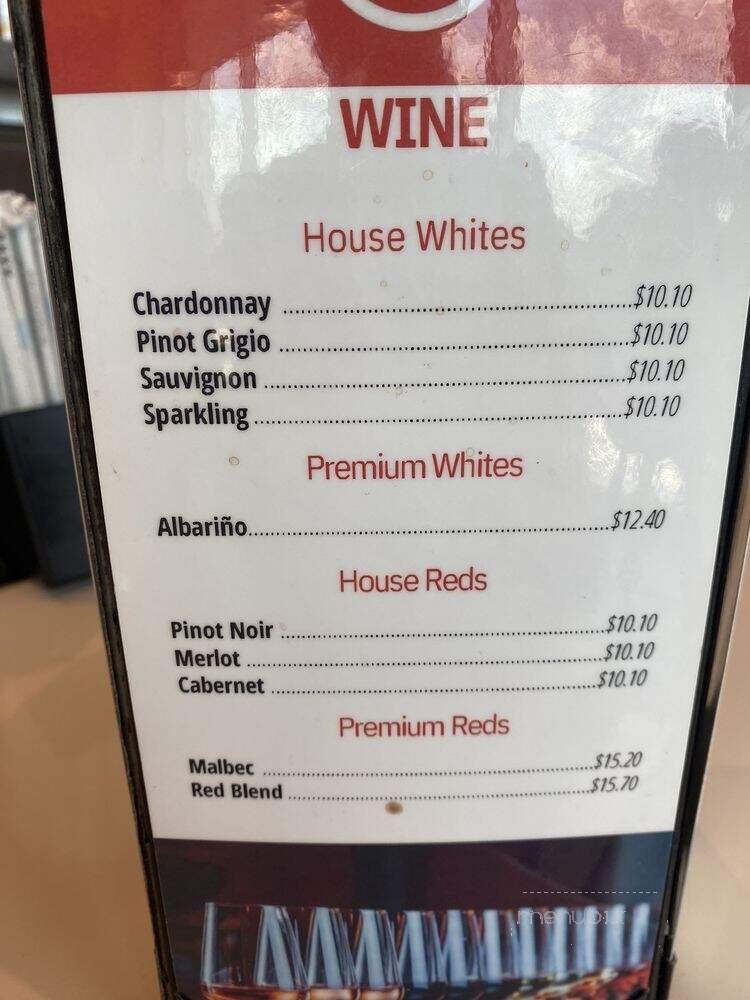 WINE
House Whites
Chardonnay ........................................$10.10
Pinot Grigio ........................................$10.10
Sauvignon ........................................$10.10
Sparkling ........................................$10.10
Premium Whites
Albariño........................................$12.40
House Reds
Pinot Noir ........................................$10.10
Merlot ........................................$10.10
Cabernet ........................................$10.10
Premium Reds
Malbec ........................................$15.20
Red Blend ........................................$15.70